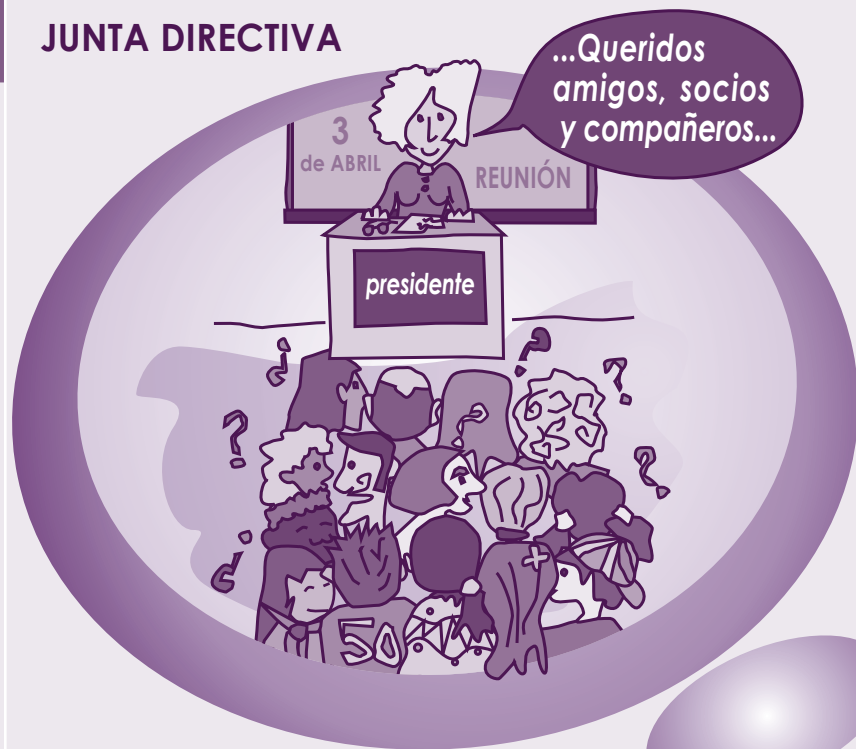 JUNTA DIRECTIVA
...Queridos
amigos, socios
y compañeros...
3
de ABRIL
REUNIÓN
presidente
50